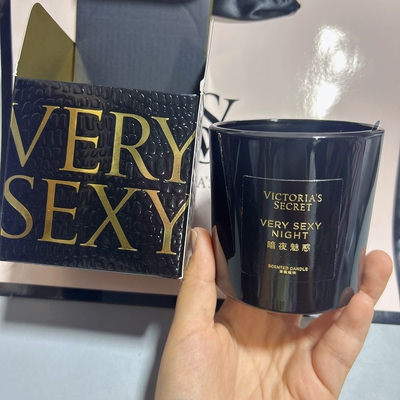 VERY
SEXY
VICTORIA'S
SECRET
VERY SEXY
NIGHT
暗夜魅惑
SCENTED CANDLE